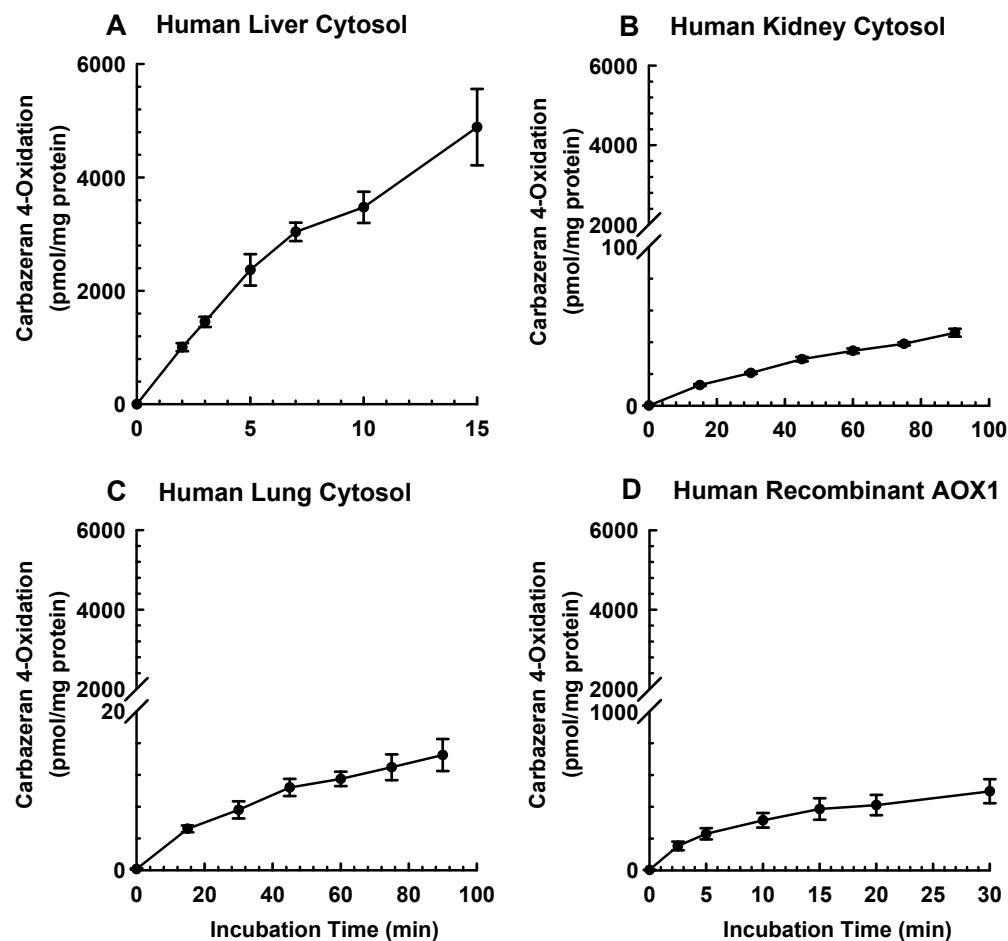 A Human Liver Cytosol
Carbazeran 4-Oxidation
(pmol/mg protein)
6000
4000
2000
0
0 5 10 15
B Human Kidney Cytosol
Carbazeran 4-Oxidation
(pmol/mg protein)
6000
4000
2000
100
0
0 20 40 60 80 100
C Human Lung Cytosol
Carbazeran 4-Oxidation
(pmol/mg protein)
6000
4000
2000
20
0
0 20 40 60 80 100
Incubation Time (min)
D Human Recombinant AOX1
Carbazeran 4-Oxidation
(pmol/mg protein)
6000
4000
2000
1000
0
0 5 10 15 20 30
Incubation Time (min)